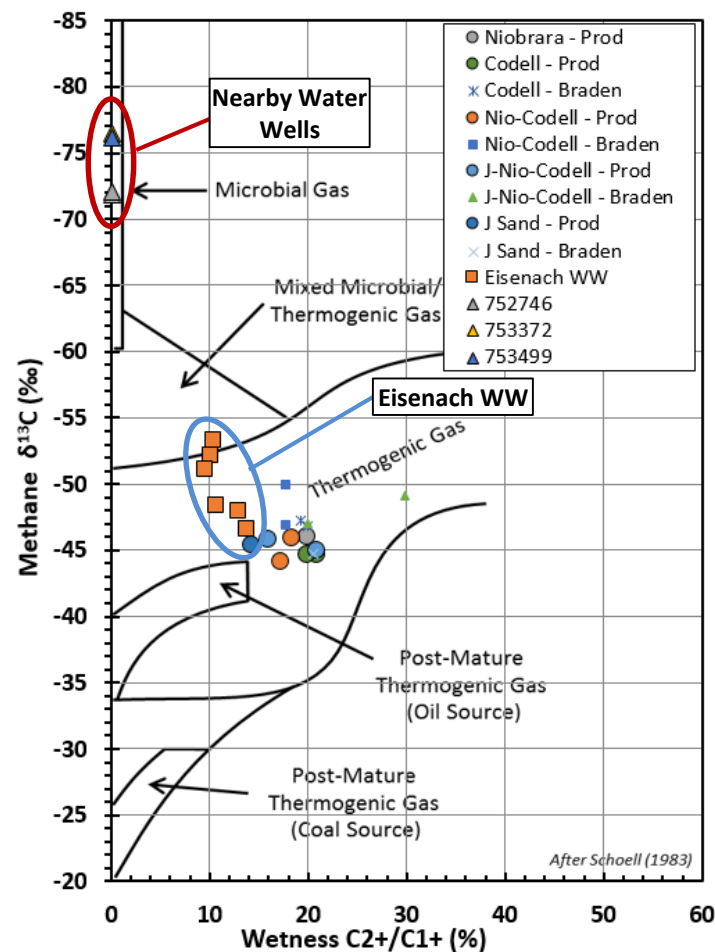 -85
-80
-75
-70
-65
-60
-55
-50
-45
-40
-35
-30
-25
-20
Methane δ¹³C (‰)
Nearby Water
Wells
Microbial Gas
Mixed Microbial/
Thermogenic Gas
Eisenach WW
Thermogenic Gas
Post-Mature
Thermogenic Gas
(Oil Source)
Post-Mature
Thermogenic Gas
(Coal Source)
Niobrara - Prod
Codell - Prod
Codell - Braden
Nio-Codell - Prod
Nio-Codell - Braden
J-Nio-Codell - Prod
J-Nio-Codell - Braden
J Sand - Prod
J Sand - Braden
Eisenach WW
752746
753372
753499
After Schoell (1983)
0 10 20 30 40 50 60
Wetness C2+/C1+ (%)